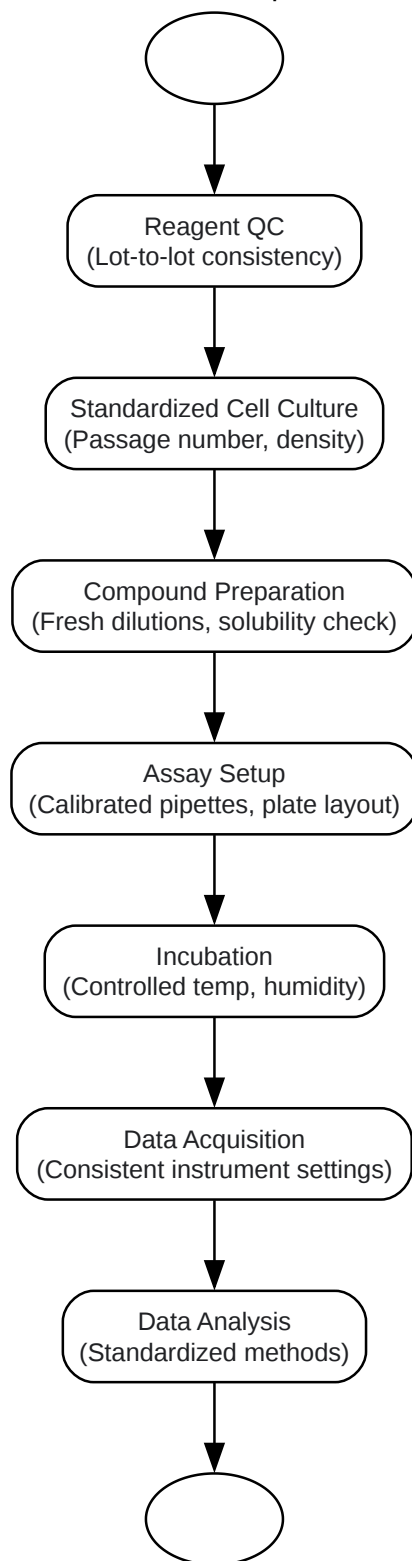 Reagent QC
(Lot-to-lot consistency)
Standardized Cell Culture
(Passage number, density)
Compound Preparation
(Fresh dilutions, solubility check)
Assay Setup
(Calibrated pipettes, plate layout)
Incubation
(Controlled temp, humidity)
Data Acquisition
(Consistent instrument settings)
Data Analysis
(Standardized methods)